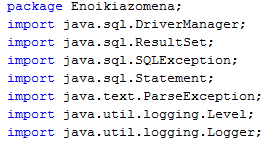 package Enoikiazomena;
import java.sql.DriverManager;
import java.sql.ResultSet;
import java.sql.SQLException;
import java.sql.Statement;
import java.text.ParseException;
import java.util.logging.Level;
import java.util.logging.Logger;